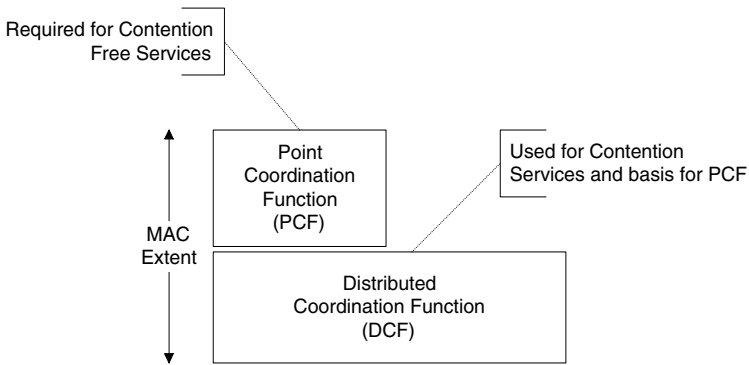 Required for Contention
Free Services
Point
Coordination
Function
(PCF)
Used for Contention
Services and basis for PCF
MAC
Extent
Distributed
Coordination Function
(DCF)